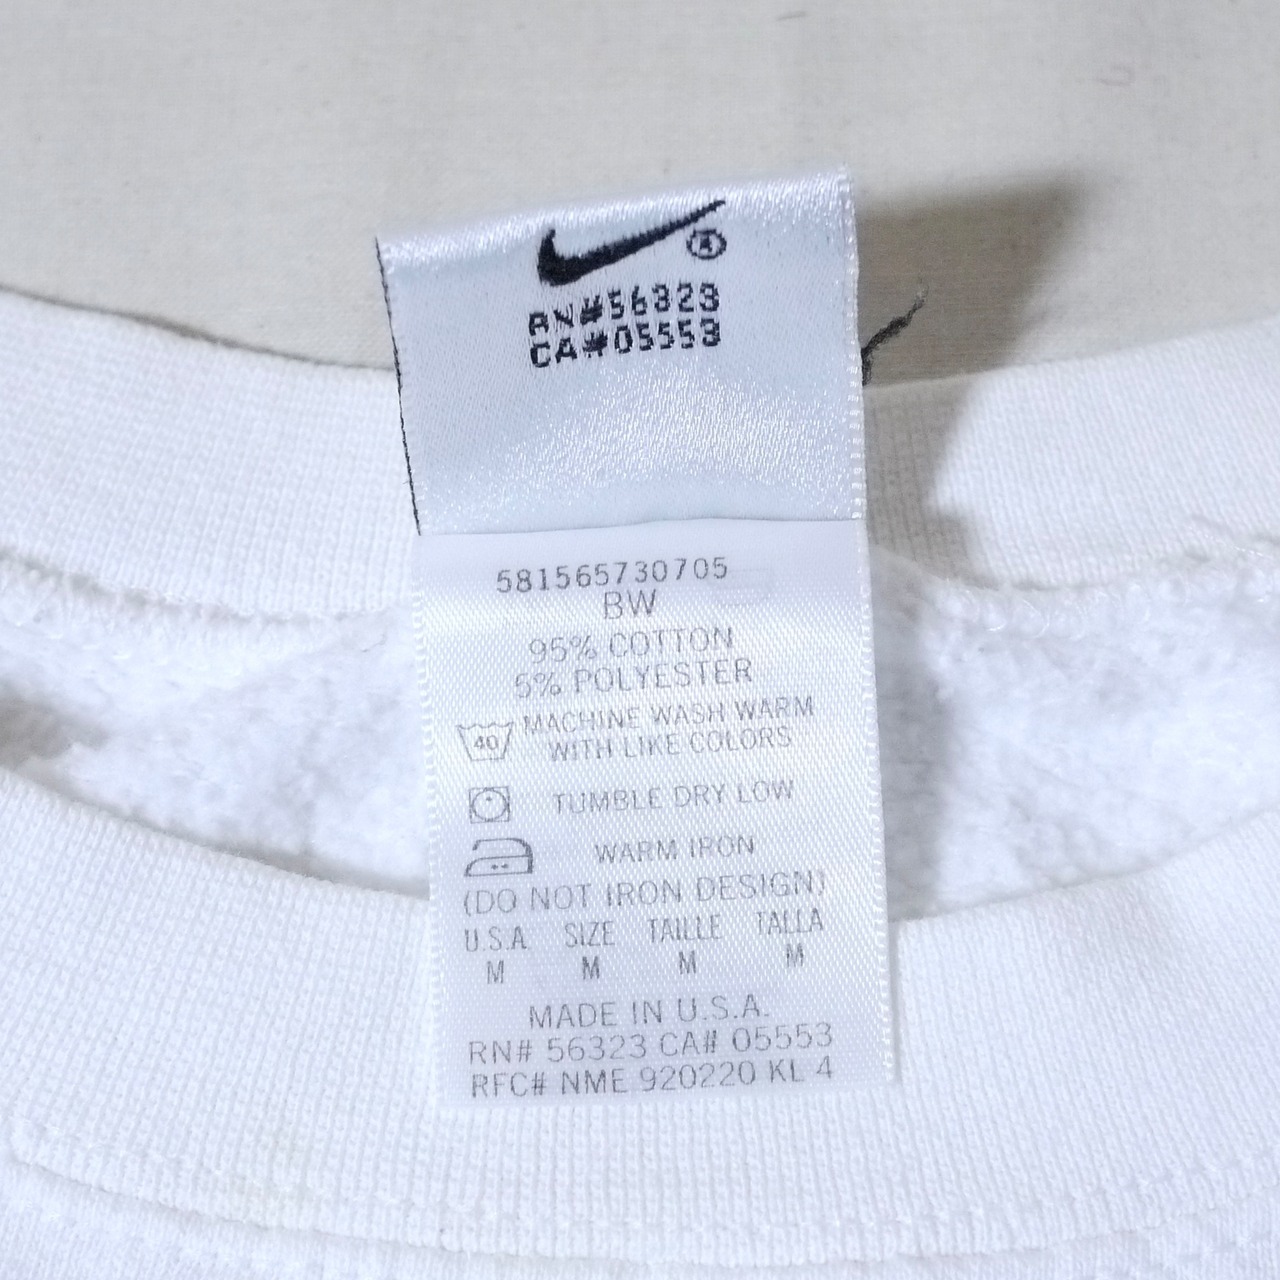 RN#56323
CA#05553
581565730705
BW
95% COTTON
5% POLYESTER
40 MACHINE WASH WARM
WITH LIKE COLORS
TUMBLE DRY LOW
WARM IRON
(DO NOT IRON DESIGN)
U.S.A SIZE TAILLE TALLA
M M M M
MADE IN U.S.A.
RN# 56323 CA# 05553
RFC# NME 920220 KL 4